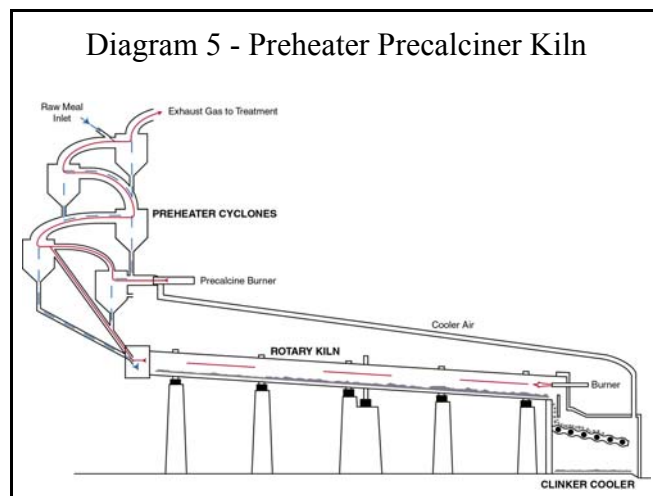 Diagram 5 - Preheater Precalciner Kiln
Raw Meal
Inlet
Exhaust Gas to Treatment
PREHEATER CYCLONES
Precalcine Burner
Cooler Air
ROTARY KILN
Burner
CLINKER COOLER